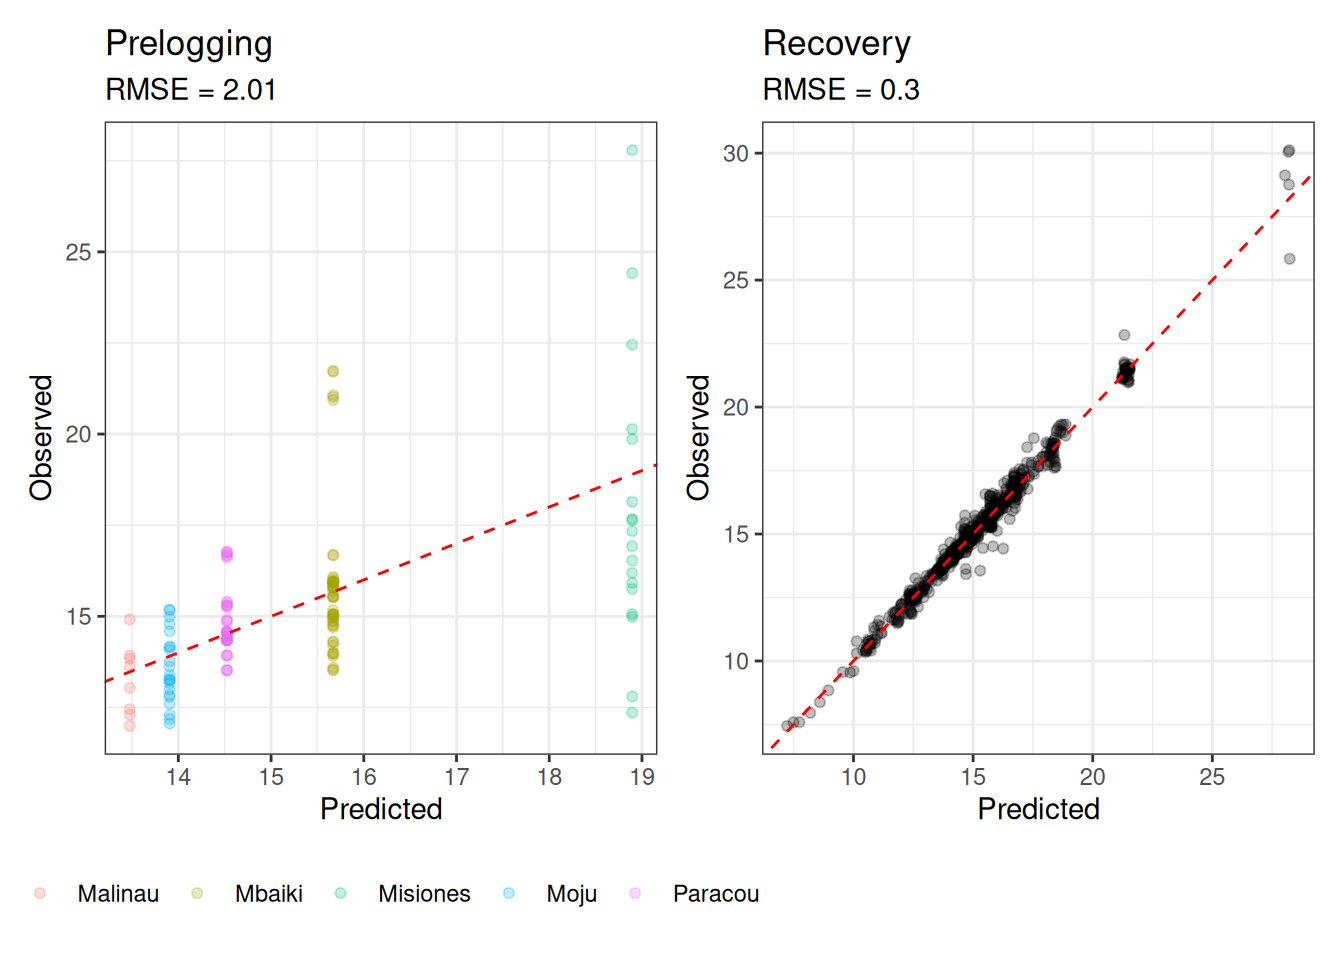 Prelogging
RMSE = 2.01
25
20
15
14 15 16 17 18 19
Predicted
Observed
Recovery
RMSE = 0.3
30
25
20
15
10
10 15 20 25
Predicted
Observed
Malinau Mbaiki Misiones Moju Paracou